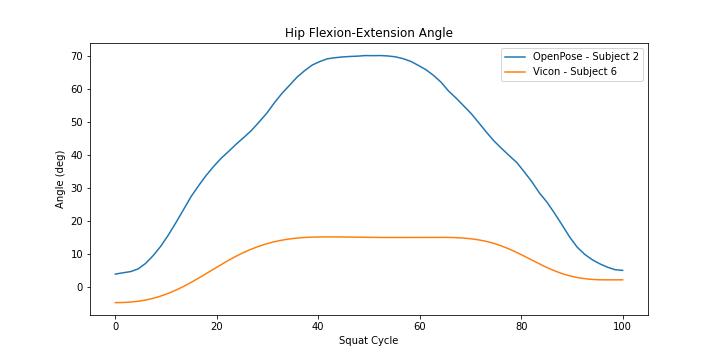 Hip Flexion-Extension Angle
OpenPose - Subject 2
Vicon - Subject 6
Angle (deg)
70
60
50
40
30
20
10
0
0 20 40 60 80 100
Squat Cycle